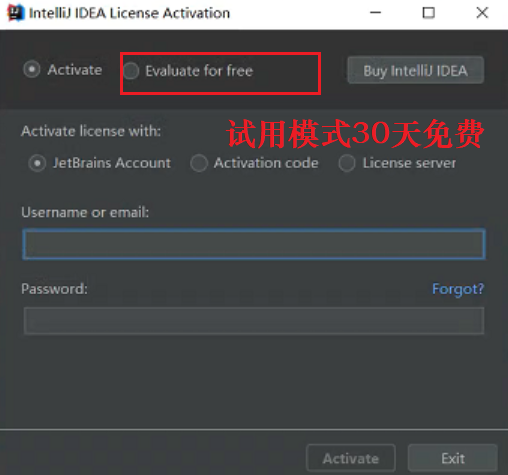 IntelliJ IDEA License Activation
Activate Evaluate for free Buy IntelliJ IDEA
Activate license with: 试用模式30天免费
JetBrains Account Activation code License server
Username or email:
Password: Forgot?
Activate Exit